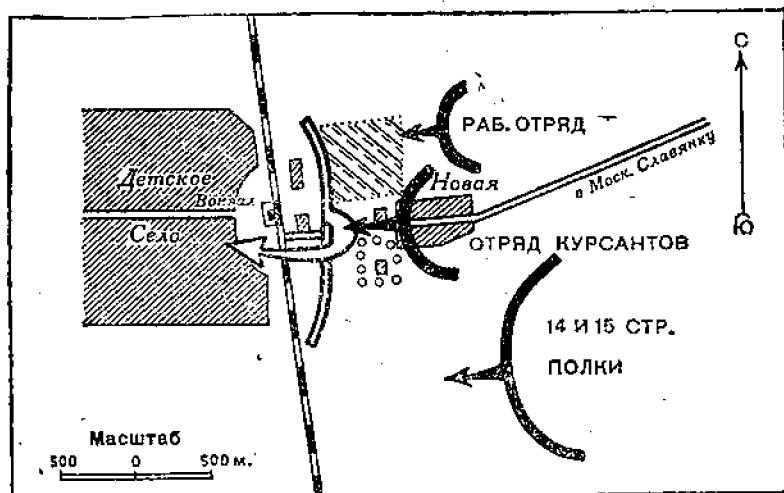 С
РАБ. ОТРЯД
в Моск. Славянку
Детское
Вокзал
Новая
Село
Ю
ОТРЯД КУРСАНТОВ
14 И 15 СТР.
ПОЛКИ
Масштаб
500 0 500 м.